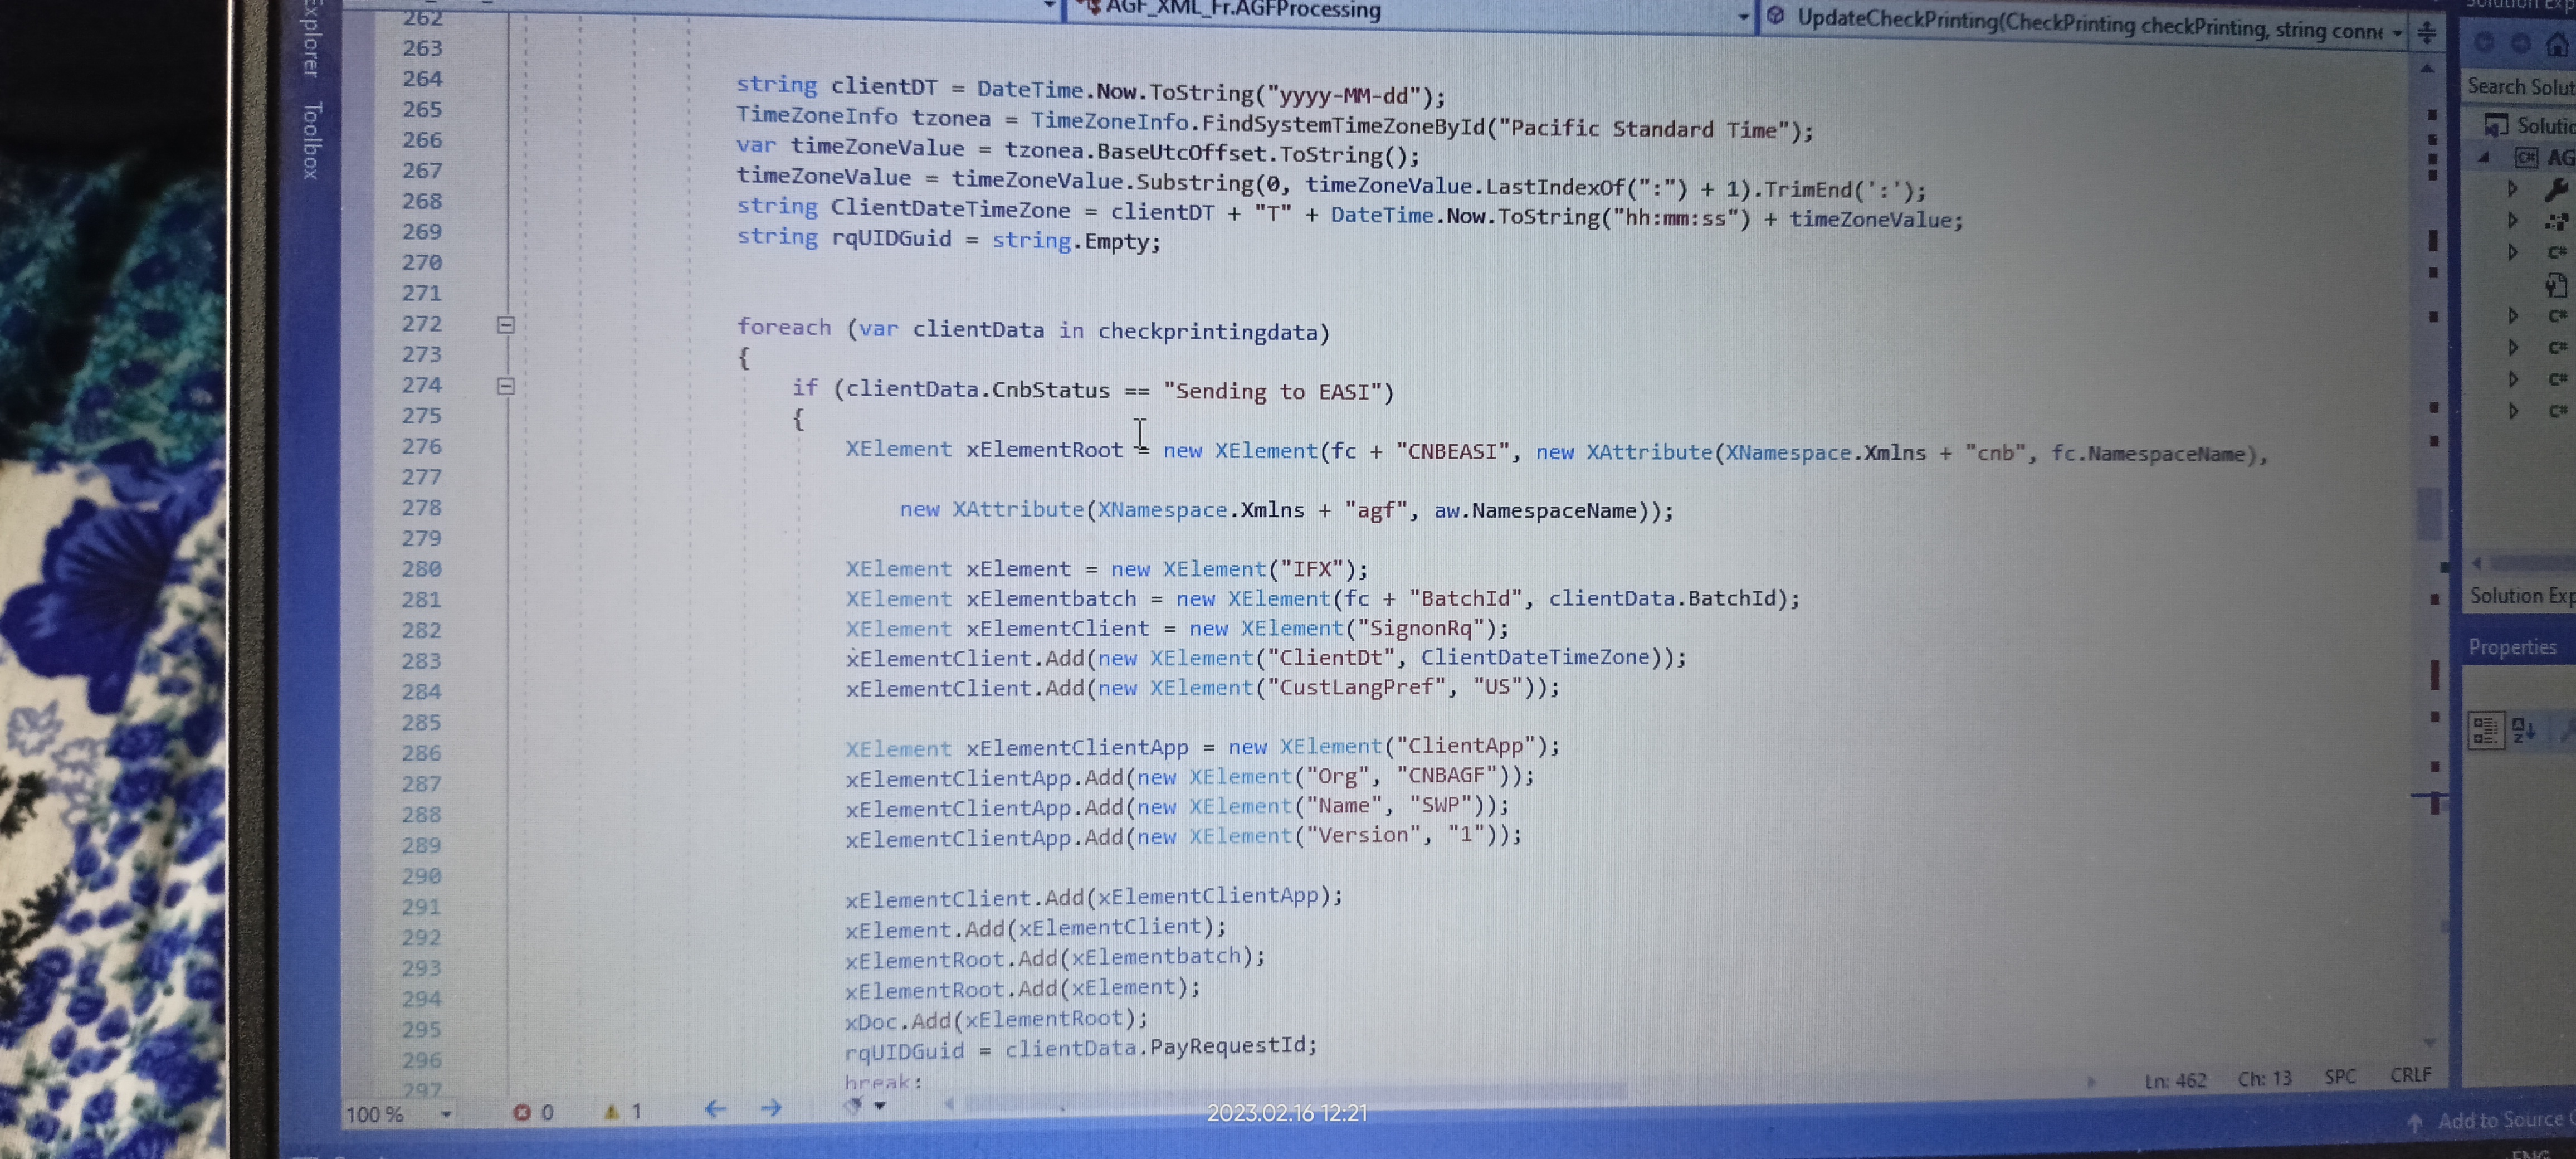 Explorer
Toolbox
AGF_XML_Fr.AGFProcessing
UpdateCheckPrinting(CheckPrinting checkPrinting, string conne
262
263
264 string clientDT = DateTime.Now.ToString("yyyy-MM-dd");
265 TimeZoneInfo tzonea = TimeZoneInfo.FindSystemTimeZoneById("Pacific Standard Time");
266 var timeZoneValue = tzonea.BaseUtcOffset.ToString();
267 timeZoneValue = timeZoneValue.Substring(0, timeZoneValue.LastIndexOf(":") + 1).TrimEnd(':');
268 string ClientDateTimeZone = clientDT + "T" + DateTime.Now.ToString("hh:mm:ss") + timeZoneValue;
269 string rqUIDGuid = string.Empty;
270
271
272 foreach (var clientData in checkprintingdata)
273 {
274 if (clientData.CnbStatus == "Sending to EASI")
275 {
276 XElement xElementRoot = new XElement(fc + "CNBEASI", new XAttribute(XNamespace.Xmlns + "cnb", fc.NamespaceName),
277
278 new XAttribute(XNamespace.Xmlns + "agf", aw.NamespaceName));
279
280 XElement xElement = new XElement("IFX");
281 XElement xElementbatch = new XElement(fc + "BatchId", clientData.BatchId);
282 XElement xElementClient = new XElement("SignonRq");
283 xElementClient.Add(new XElement("ClientDt", ClientDateTimeZone));
284 xElementClient.Add(new XElement("CustLangPref", "US"));
285
286 XElement xElementClientApp = new XElement("ClientApp");
287 xElementClientApp.Add(new XElement("Org", "CNBAGF"));
288 xElementClientApp.Add(new XElement("Name", "SWP"));
289 xElementClientApp.Add(new XElement("Version", "1"));
290
291 xElementClient.Add(xElementClientApp);
292 xElement.Add(xElementClient);
293 xElementRoot.Add(xElementbatch);
294 xElementRoot.Add(xElement);
295 xDoc.Add(xElementRoot);
296 rqUIDGuid = clientData.PayRequestId;
297 break;
100 %
0
1
Ln: 462 Ch: 13 SPC CRLF
2023.02.16 12:21
Search Solut
Solutio
C# AG
C#
C#
C#
C#
C#
Solution Exp
Properties
Add to Source C
ENG